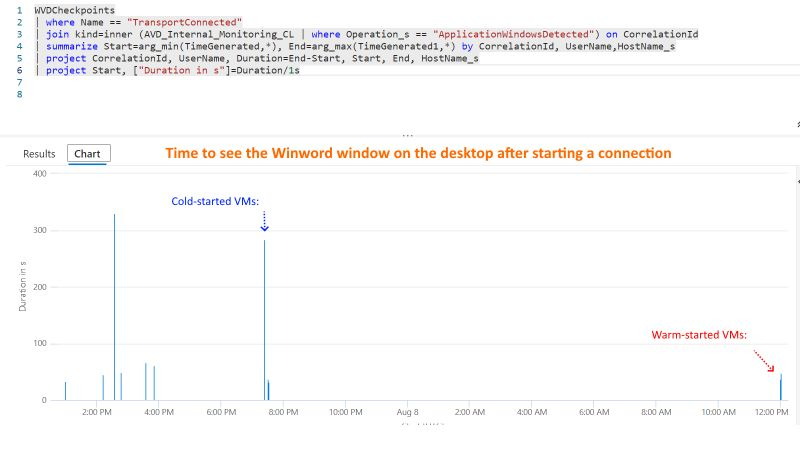 1 WVDCheckpoints
2 | where Name == "TransportConnected"
3 | join kind=inner (AVD_Internal_Monitoring_CL | where Operation_s == "ApplicationWindowsDetected") on CorrelationId
4 | summarize Start=arg_min(TimeGenerated,*), End=arg_max(TimeGenerated1,*) by CorrelationId, UserName,HostName_s
5 | project CorrelationId, UserName, Duration=End-Start, Start, End, HostName_s
6 | project Start, ["Duration in s"]=Duration/1s
7
8
Results Chart Time to see the Winword window on the desktop after starting a connection
400
Cold-started VMs:
300
Duration in s
200
100
Warm-started VMs:
0
2:00 PM 4:00 PM 6:00 PM 8:00 PM 10:00 PM Aug 8 2:00 AM 4:00 AM 6:00 AM 8:00 AM 10:00 AM 12:00 PM